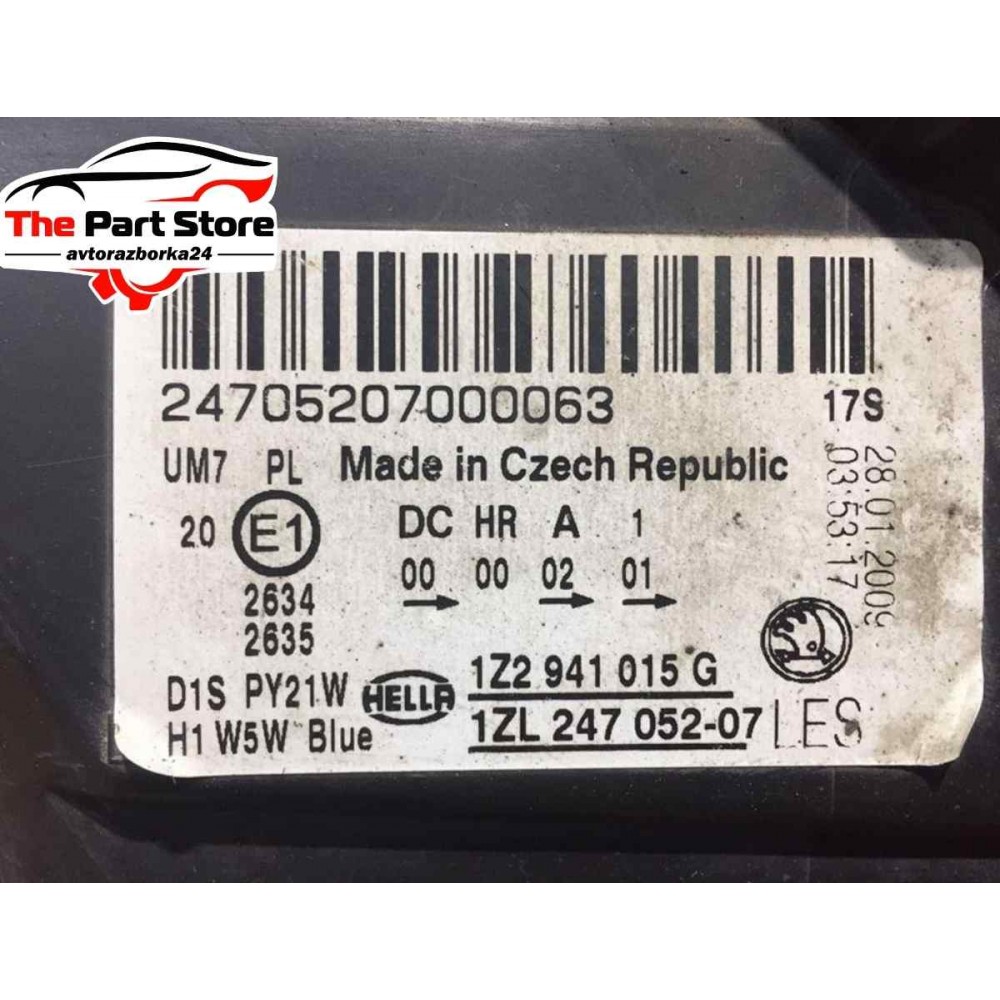 The Part Store
avtorazborka24
24705207000063
17S
UM7 PL Made in Czech Republic
28.01.2009
03:53:17
20 E1 DC HR A 1
00 00 02 01
2634
2635
D1S PY21W HELLA 1Z2 941 015 G
H1 W5W Blue 1ZL 247 052-07 LES